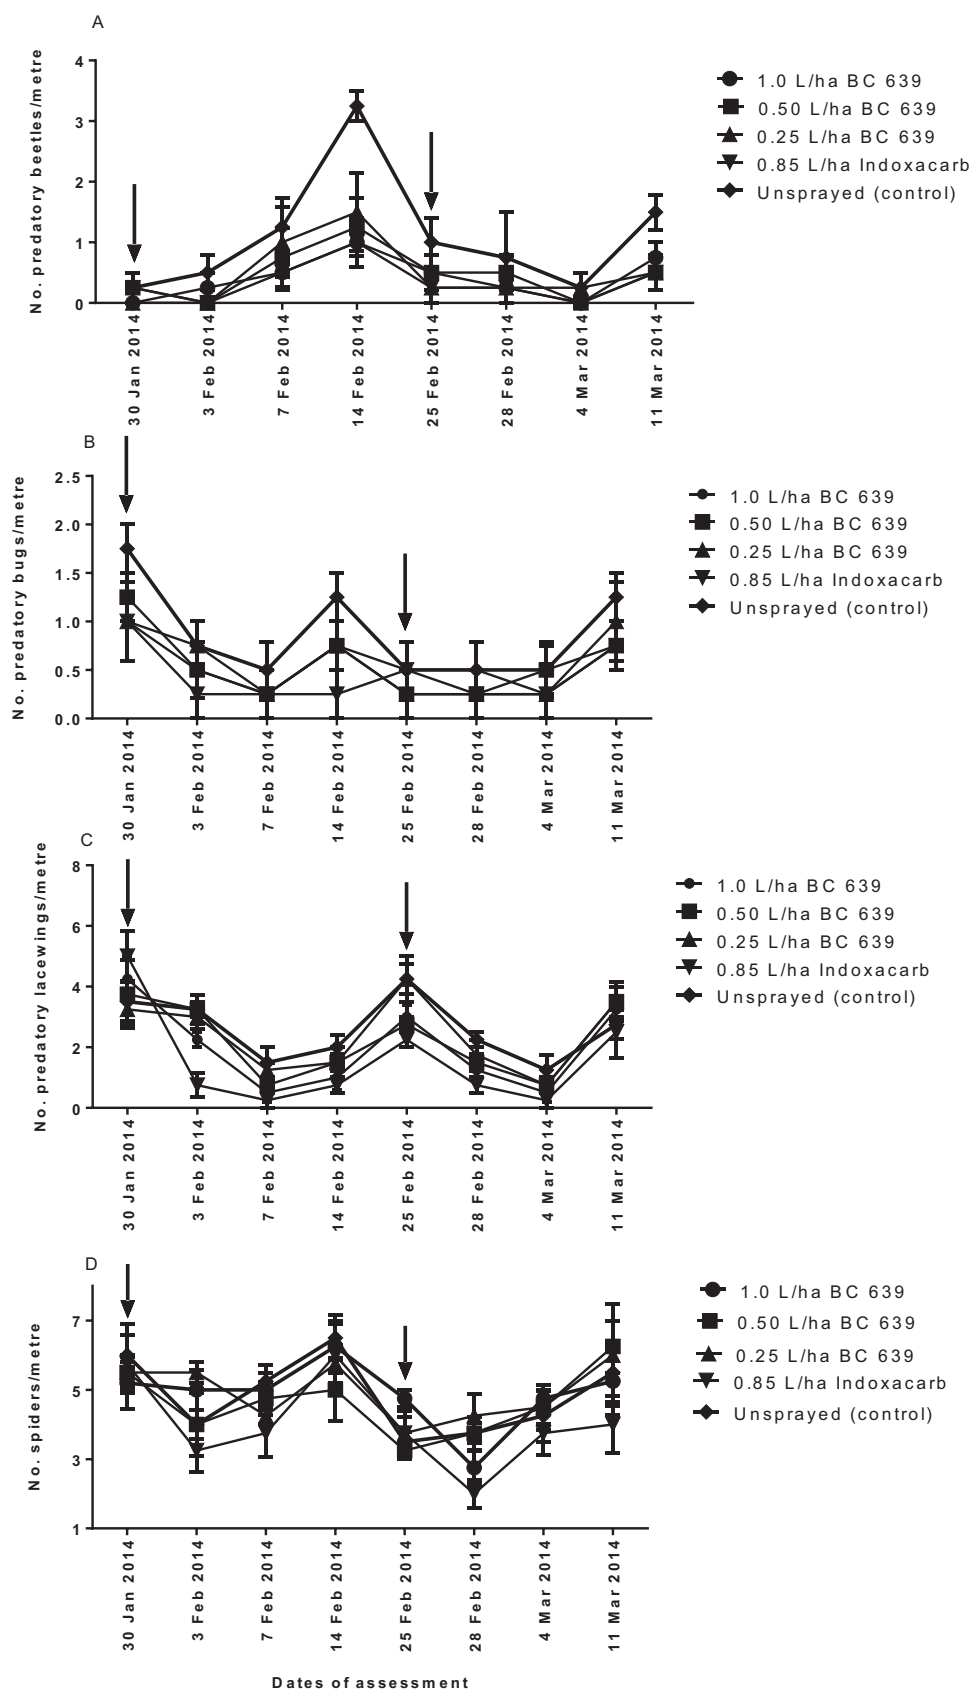 A
No. predatory beetles/metre
4
3
2
1
0
30 Jan 2014
3 Feb 2014
7 Feb 2014
14 Feb 2014
25 Feb 2014
28 Feb 2014
4 Mar 2014
11 Mar 2014
1.0 L/ha BC 639
0.50 L/ha BC 639
0.25 L/ha BC 639
0.85 L/ha Indoxacarb
Unsprayed (control)
B
No. predatory bugs/metre
2.5
2.0
1.5
1.0
0.5
0.0
30 Jan 2014
3 Feb 2014
7 Feb 2014
14 Feb 2014
25 Feb 2014
28 Feb 2014
4 Mar 2014
11 Mar 2014
1.0 L/ha BC 639
0.50 L/ha BC 639
0.25 L/ha BC 639
0.85 L/ha Indoxacarb
Unsprayed (control)
C
No. predatory lacewings/metre
8
6
4
2
0
30 Jan 2014
3 Feb 2014
7 Feb 2014
14 Feb 2014
25 Feb 2014
28 Feb 2014
4 Mar 2014
11 Mar 2014
1.0 L/ha BC 639
0.50 L/ha BC 639
0.25 L/ha BC 639
0.85 L/ha Indoxacarb
Unsprayed (control)
D
No. spiders/metre
7
5
3
1
30 Jan 2014
3 Feb 2014
7 Feb 2014
14 Feb 2014
25 Feb 2014
28 Feb 2014
4 Mar 2014
11 Mar 2014
1.0 L/ha BC 639
0.50 L/ha BC 639
0.25 L/ha BC 639
0.85 L/ha Indoxacarb
Unsprayed (control)
Dates of assessment